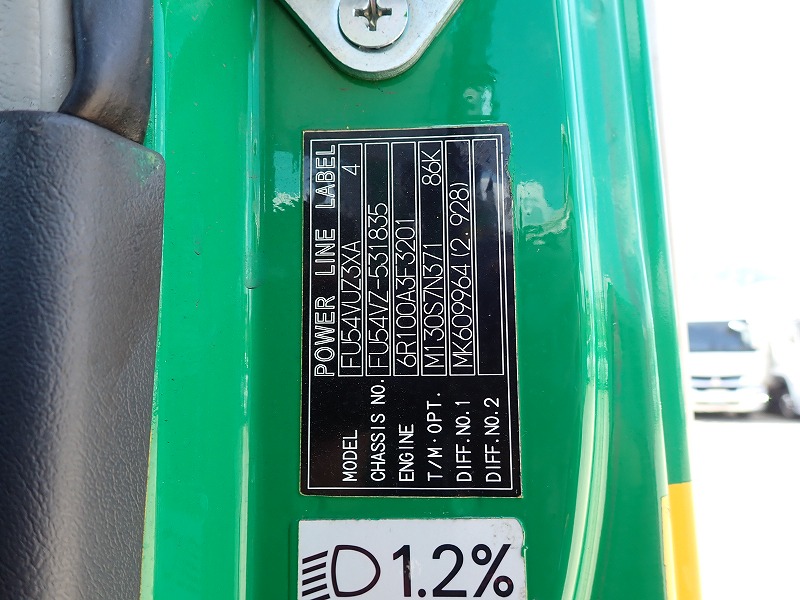 POWER LINE LABEL
MODEL FU54VUZ3XA 4
CHASSIS NO. FU54VZ-531835
ENGINE 6R100A3F3201
T/M·OPT. M130S7N371 86K
DIFF.NO.1 MK609964(2.928)
DIFF.NO.2
1.2%